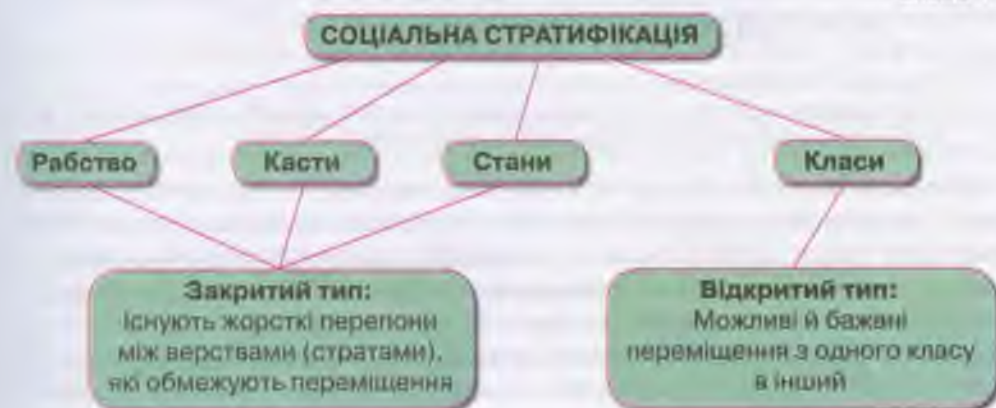 СОЦІАЛЬНА СТРАТИФІКАЦІЯ
Рабство
Касти
Стани
Класи
Закритий тип:
Існують жорсткі перепони
між верствами (стратами),
які обмежують переміщення
Відкритий тип:
Можливі й бажані
переміщення з одного класу
в інший